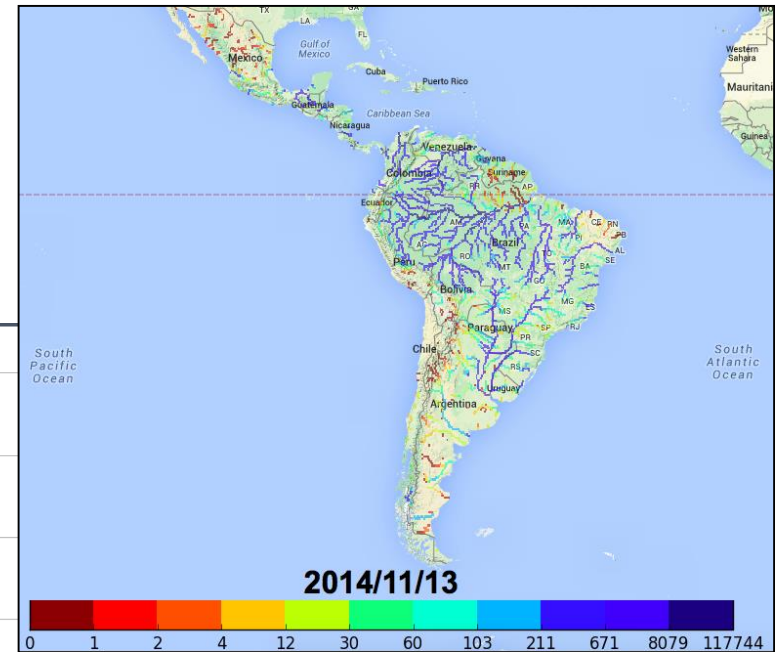 TX
LA
GA
FL
Gulf of
Mexico
Mexico
Cuba
Puerto Rico
Western
Sahara
Mauritani
Guatemala
Caribbean Sea
Nicaragua
Guinea
Venezuela
Guyana
Colombia
Suriname
RR
AP
Ecuador
AM
PA
MA
CE
RN
PB
PI
Brazil
AC
RO
AL
SE
Peru
MT
BA
GO
Bolivia
MG
ES
MS
Paraguay
SP
RJ
PR
Chile
SC
RS
Uruguay
Argentina
South
Pacific
Ocean
South
Atlantic
Ocean
2014/11/13
0 1 2 4 12 30 60 103 211 671 8079 117744